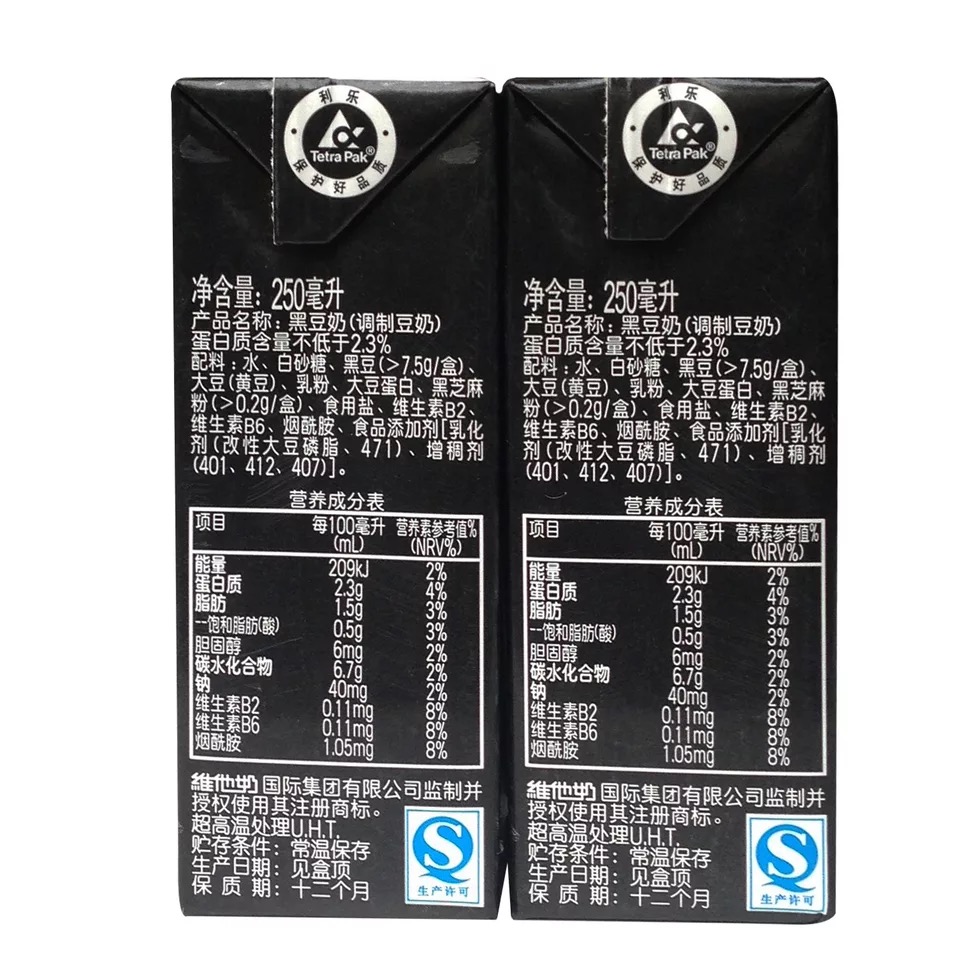 利乐
Tetra Pak®
保护好品质
净含量: 250毫升
产品名称: 黑豆奶(调制豆奶)
蛋白质含量不低于2.3%
配料: 水、白砂糖、黑豆(>7.5g/盒)、
大豆(黄豆)、乳粉、大豆蛋白、黑芝麻
粉(>0.2g/盒)、食用盐、维生素B2、
维生素B6、烟酰胺、食品添加剂[乳化
剂(改性大豆磷脂、471)、增稠剂
(401、412、407)]。
营养成分表
项目 每100毫升(mL) 营养素参考值%(NRV%)
能量 209kJ 2%
蛋白质 2.3g 4%
脂肪 1.5g 3%
--饱和脂肪(酸) 0.5g 3%
胆固醇 6mg 2%
碳水化合物 6.7g 2%
钠 40mg 2%
维生素B2 0.11mg 8%
维生素B6 0.11mg 8%
烟酰胺 1.05mg 8%
維他奶国际集团有限公司监制并
授权使用其注册商标。
超高温处理U.H.T.
贮存条件: 常温保存
生产日期: 见盒顶
保质期: 十二个月
生产许可
利乐
Tetra Pak®
保护好品质
净含量: 250毫升
产品名称: 黑豆奶(调制豆奶)
蛋白质含量不低于2.3%
配料: 水、白砂糖、黑豆(>7.5g/盒)、
大豆(黄豆)、乳粉、大豆蛋白、黑芝麻
粉(>0.2g/盒)、食用盐、维生素B2、
维生素B6、烟酰胺、食品添加剂[乳化
剂(改性大豆磷脂、471)、增稠剂
(401、412、407)]。
营养成分表
项目 每100毫升(mL) 营养素参考值%(NRV%)
能量 209kJ 2%
蛋白质 2.3g 4%
脂肪 1.5g 3%
--饱和脂肪(酸) 0.5g 3%
胆固醇 6mg 2%
碳水化合物 6.7g 2%
钠 40mg 2%
维生素B2 0.11mg 8%
维生素B6 0.11mg 8%
烟酰胺 1.05mg 8%
維他奶国际集团有限公司监制并
授权使用其注册商标。
超高温处理U.H.T.
贮存条件: 常温保存
生产日期: 见盒顶
保质期: 十二个月
生产许可